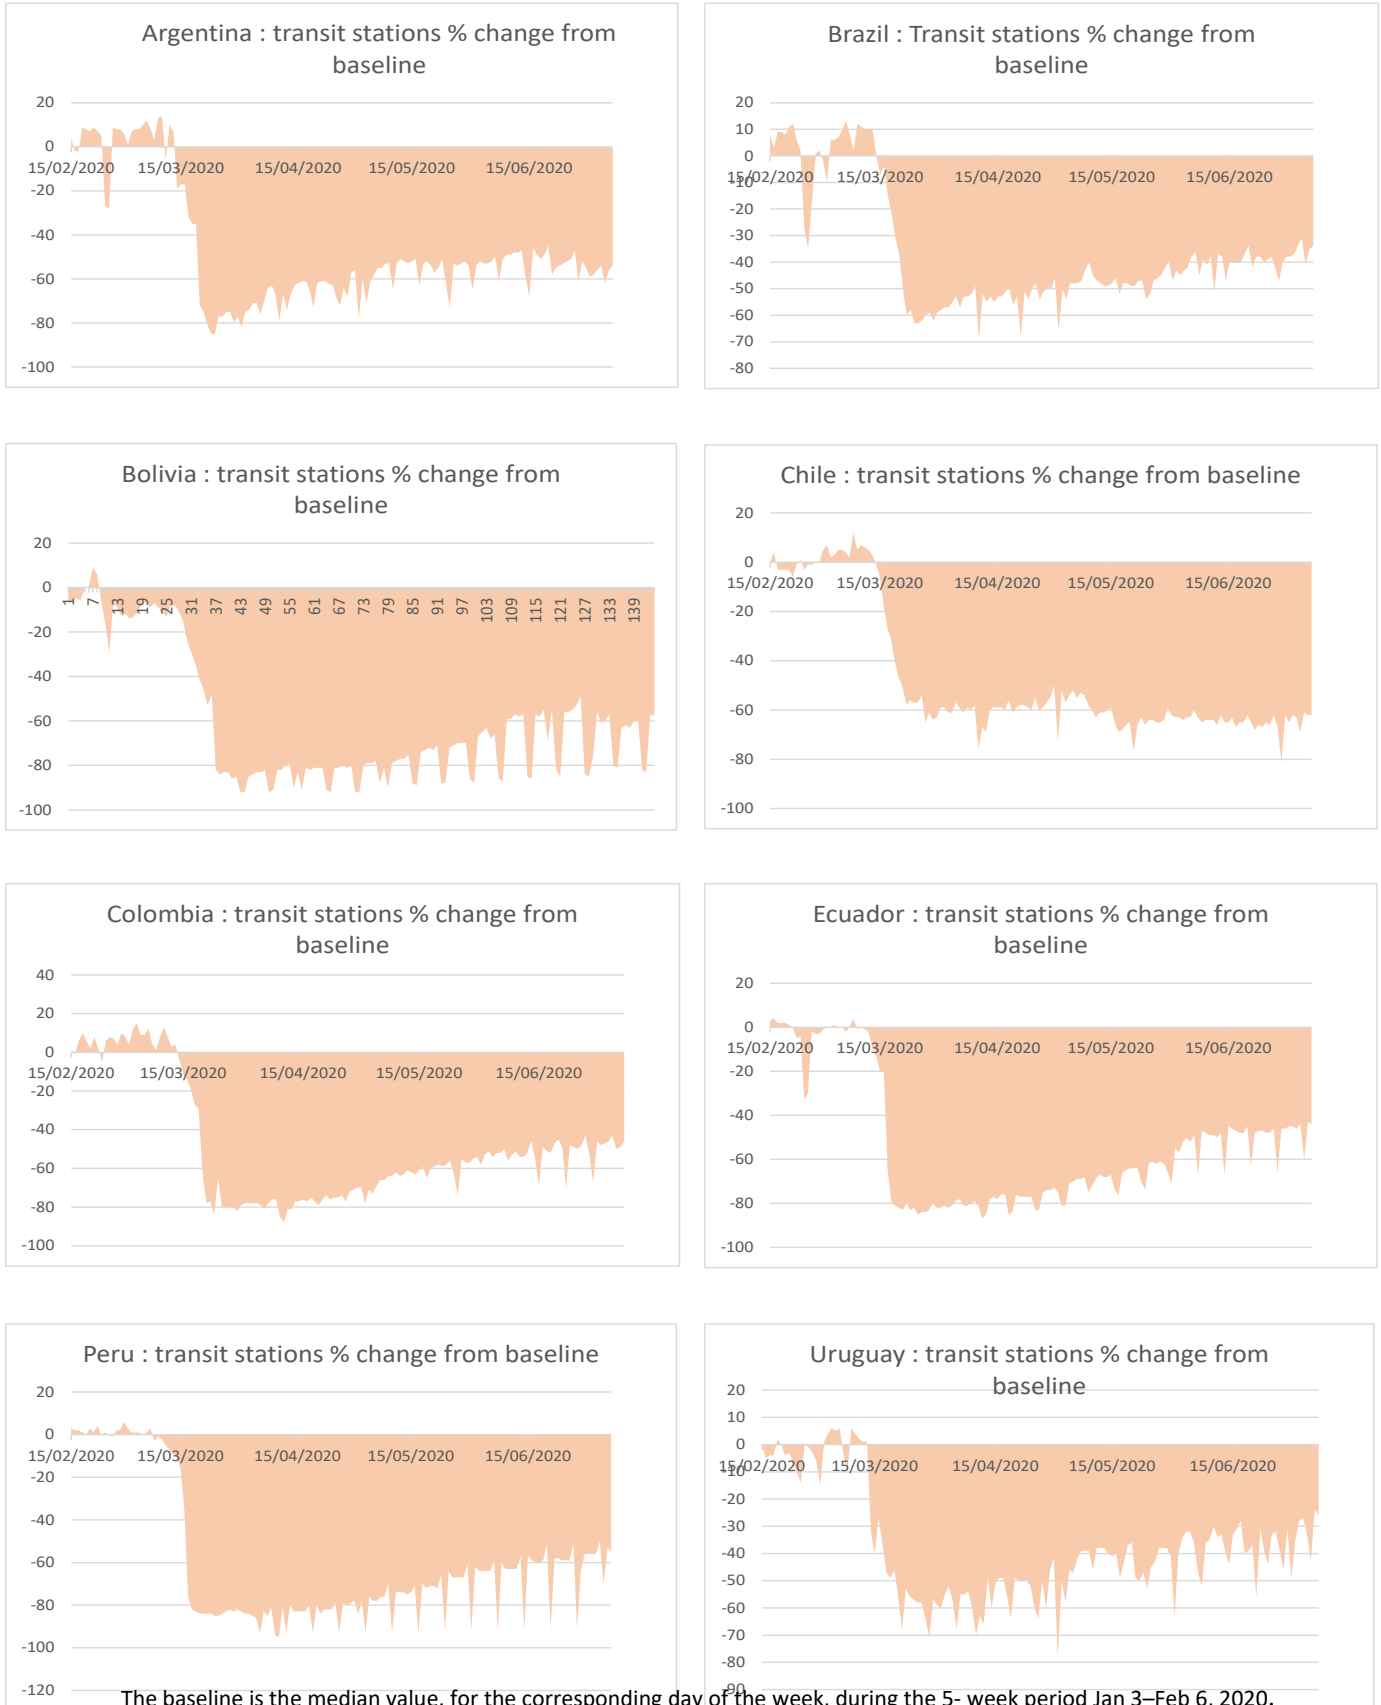 Argentina : transit stations % change from
baseline
20
0
15/02/2020 15/03/2020 15/04/2020 15/05/2020 15/06/2020
-20
-40
-60
-80
-100
Brazil : Transit stations % change from
baseline
20
10
0
15/02/2020 15/03/2020 15/04/2020 15/05/2020 15/06/2020
-10
-20
-30
-40
-50
-60
-70
-80
Bolivia : transit stations % change from
baseline
20
0
1 7 13 19 25 31 37 43 49 55 61 67 73 79 85 91 97 103 109 115 121 127 133 139
-20
-40
-60
-80
-100
Chile : transit stations % change from baseline
20
0
15/02/2020 15/03/2020 15/04/2020 15/05/2020 15/06/2020
-20
-40
-60
-80
-100
Colombia : transit stations % change from
baseline
40
20
0
15/02/2020 15/03/2020 15/04/2020 15/05/2020 15/06/2020
-20
-40
-60
-80
-100
Ecuador : transit stations % change from
baseline
20
0
15/02/2020 15/03/2020 15/04/2020 15/05/2020 15/06/2020
-20
-40
-60
-80
-100
Peru : transit stations % change from baseline
20
0
15/02/2020 15/03/2020 15/04/2020 15/05/2020 15/06/2020
-20
-40
-60
-80
-100
-120
Uruguay : transit stations % change from
baseline
20
10
0
15/02/2020 15/03/2020 15/04/2020 15/05/2020 15/06/2020
-10
-20
-30
-40
-50
-60
-70
-80
-90
The baseline is the median value, for the corresponding day of the week, during the 5- week period Jan 3–Feb 6, 2020.